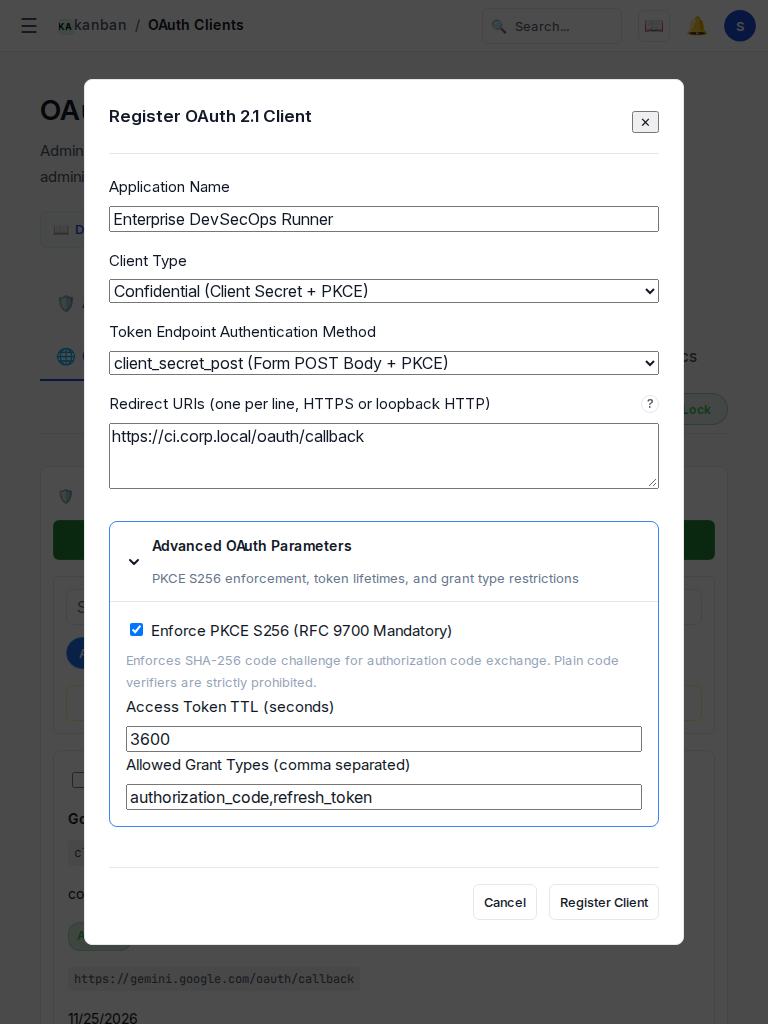 KA kanban / OAuth Clients
Search...
S
Register OAuth 2.1 Client
×
Application Name
Enterprise DevSecOps Runner
Client Type
Confidential (Client Secret + PKCE)
Token Endpoint Authentication Method
client_secret_post (Form POST Body + PKCE)
Redirect URIs (one per line, HTTPS or loopback HTTP)
?
https://ci.corp.local/oauth/callback
Advanced OAuth Parameters
PKCE S256 enforcement, token lifetimes, and grant type restrictions
Enforce PKCE S256 (RFC 9700 Mandatory)
Enforces SHA-256 code challenge for authorization code exchange. Plain code
verifiers are strictly prohibited.
Access Token TTL (seconds)
3600
Allowed Grant Types (comma separated)
authorization_code,refresh_token
Cancel
Register Client
https://gemini.google.com/oauth/callback
11/25/2026